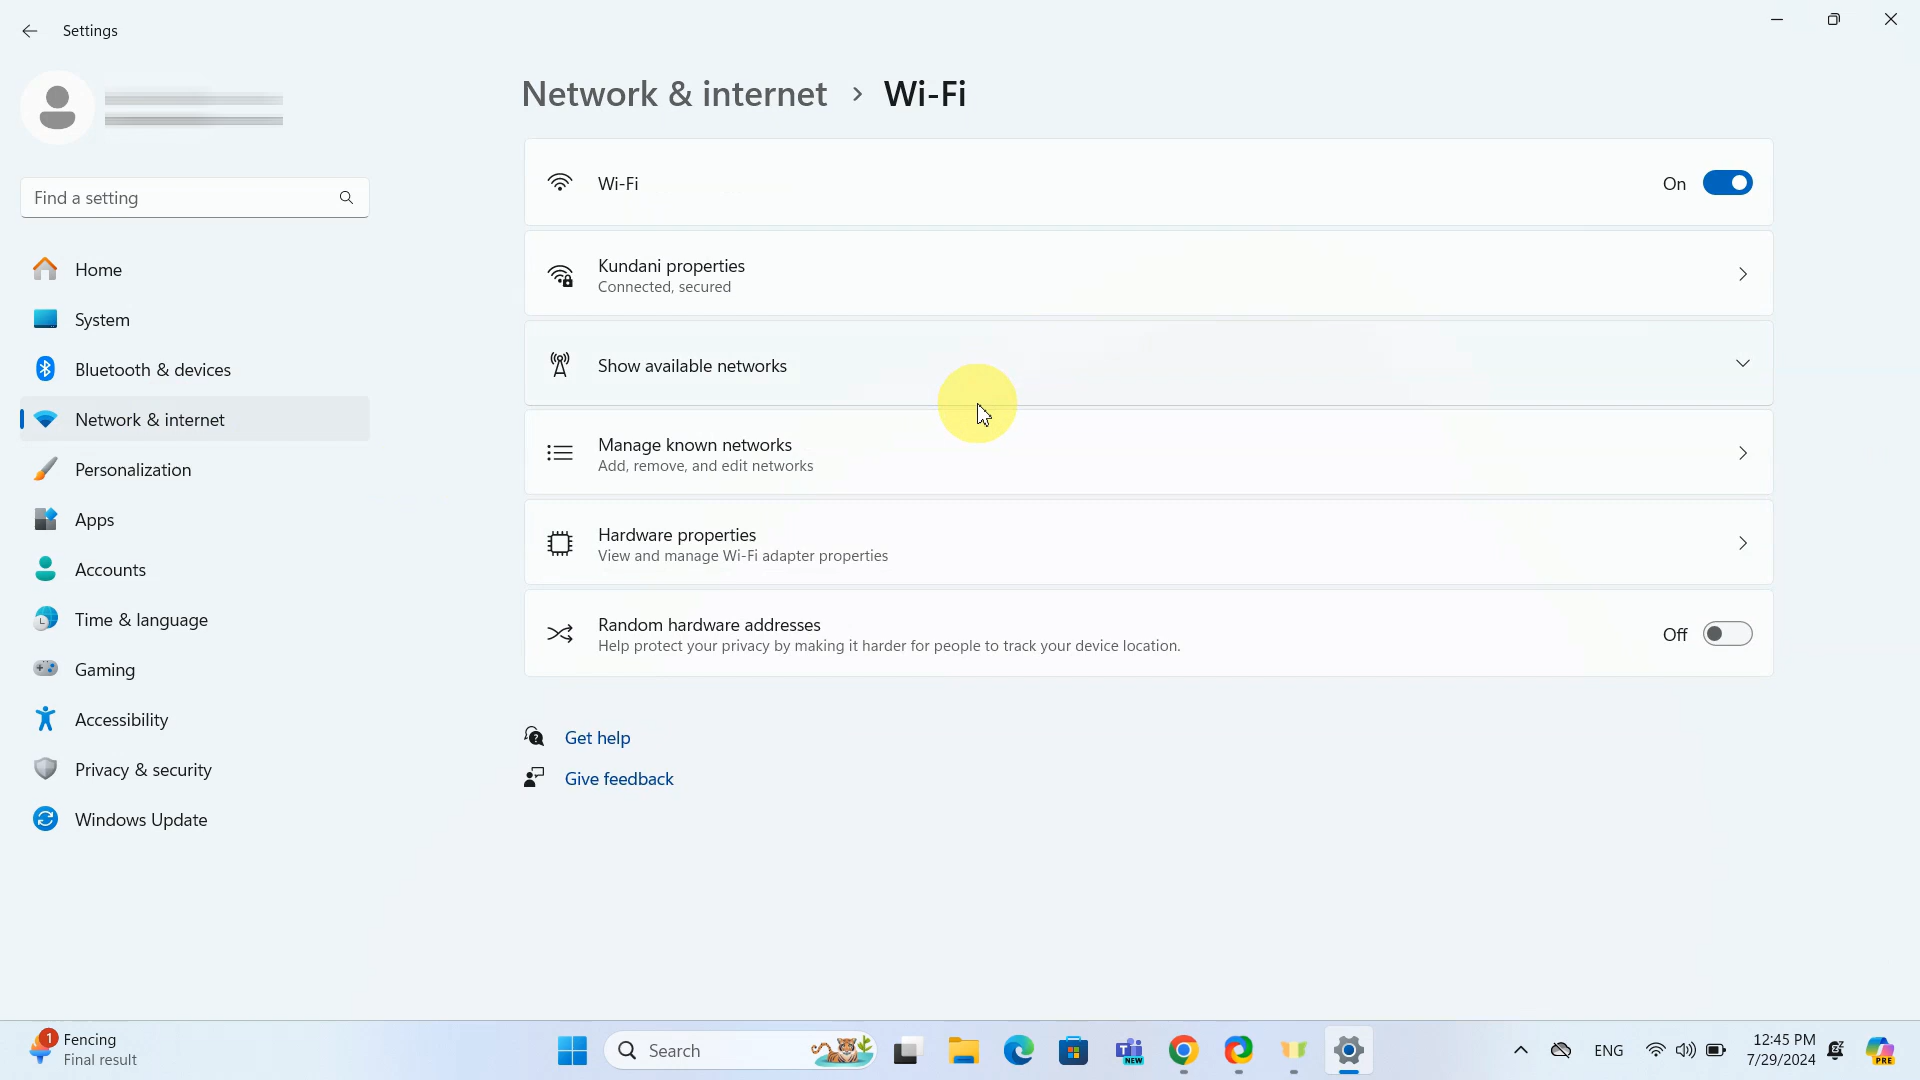 Settings
Find a setting
Home
System
Bluetooth & devices
Network & internet
Personalization
Apps
Accounts
Time & language
Gaming
Accessibility
Privacy & security
Windows Update
Network & internet > Wi-Fi
Wi-Fi
On
Kundani properties
Connected, secured
Show available networks
Manage known networks
Add, remove, and edit networks
Hardware properties
View and manage Wi-Fi adapter properties
Random hardware addresses
Help protect your privacy by making it harder for people to track your device location.
Off
Get help
Give feedback
1
Fencing
Final result
Search
NEW
ENG
12:45 PM
7/29/2024
PRE